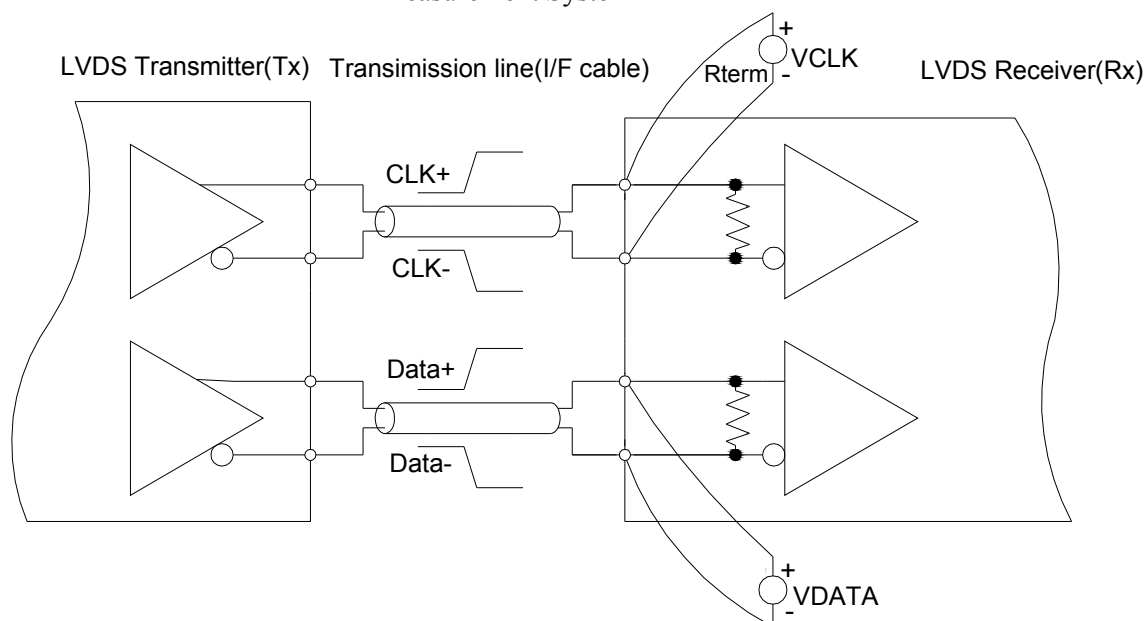 LVDS Transmitter(Tx)
Transimission line(I/F cable)
+
VCLK
Rterm
-
LVDS Receiver(Rx)
CLK+
CLK-
Data+
Data-
+
VDATA
-